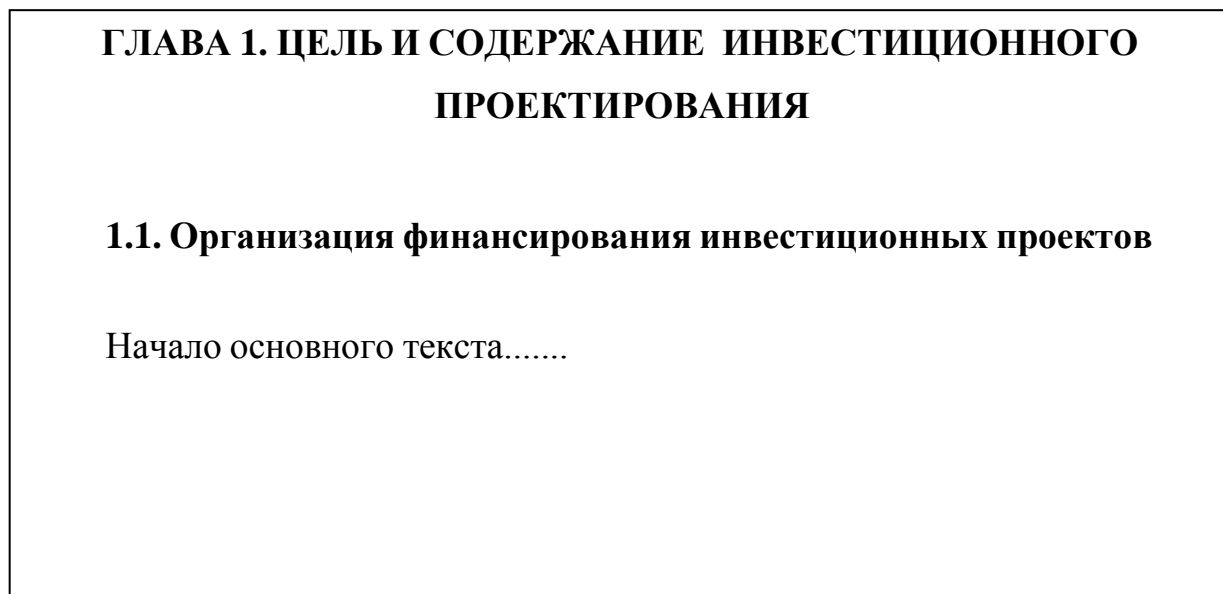 ГЛАВА 1. ЦЕЛЬ И СОДЕРЖАНИЕ  ИНВЕСТИЦИОННОГО
ПРОЕКТИРОВАНИЯ
1.1. Организация финансирования инвестиционных проектов
Начало основного текста.......